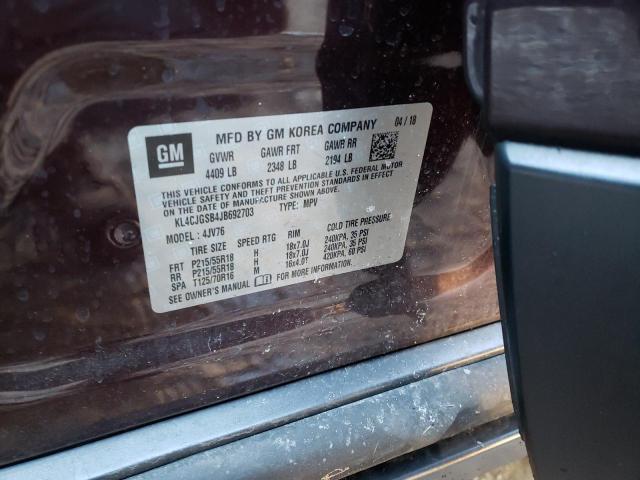 GM
MFD BY GM KOREA COMPANY 04 / 18
GVWR GAWR FRT GAWR RR
4409 LB 2348 LB 2194 LB
THIS VEHICLE CONFORMS TO ALL APPLICABLE U.S. FEDERAL MOTOR
VEHICLE SAFETY AND THEFT PREVENTION STANDARDS IN EFFECT
ON THE DATE OF MANUFACTURE SHOWN ABOVE.
KL4CJGSB4JB692703 TYPE: MPV
MODEL : 4JV76
TIRE SIZE SPEED RTG RIM COLD TIRE PRESSURE
FRT P215/55R18 H 18x7.0J 240KPA, 35 PSI
RR P215/55R18 H 18x7.0J 240KPA, 35 PSI
SPA T125/70R16 M 16x4.0T 420KPA, 60 PSI
SEE OWNER'S MANUAL FOR MORE INFORMATION.